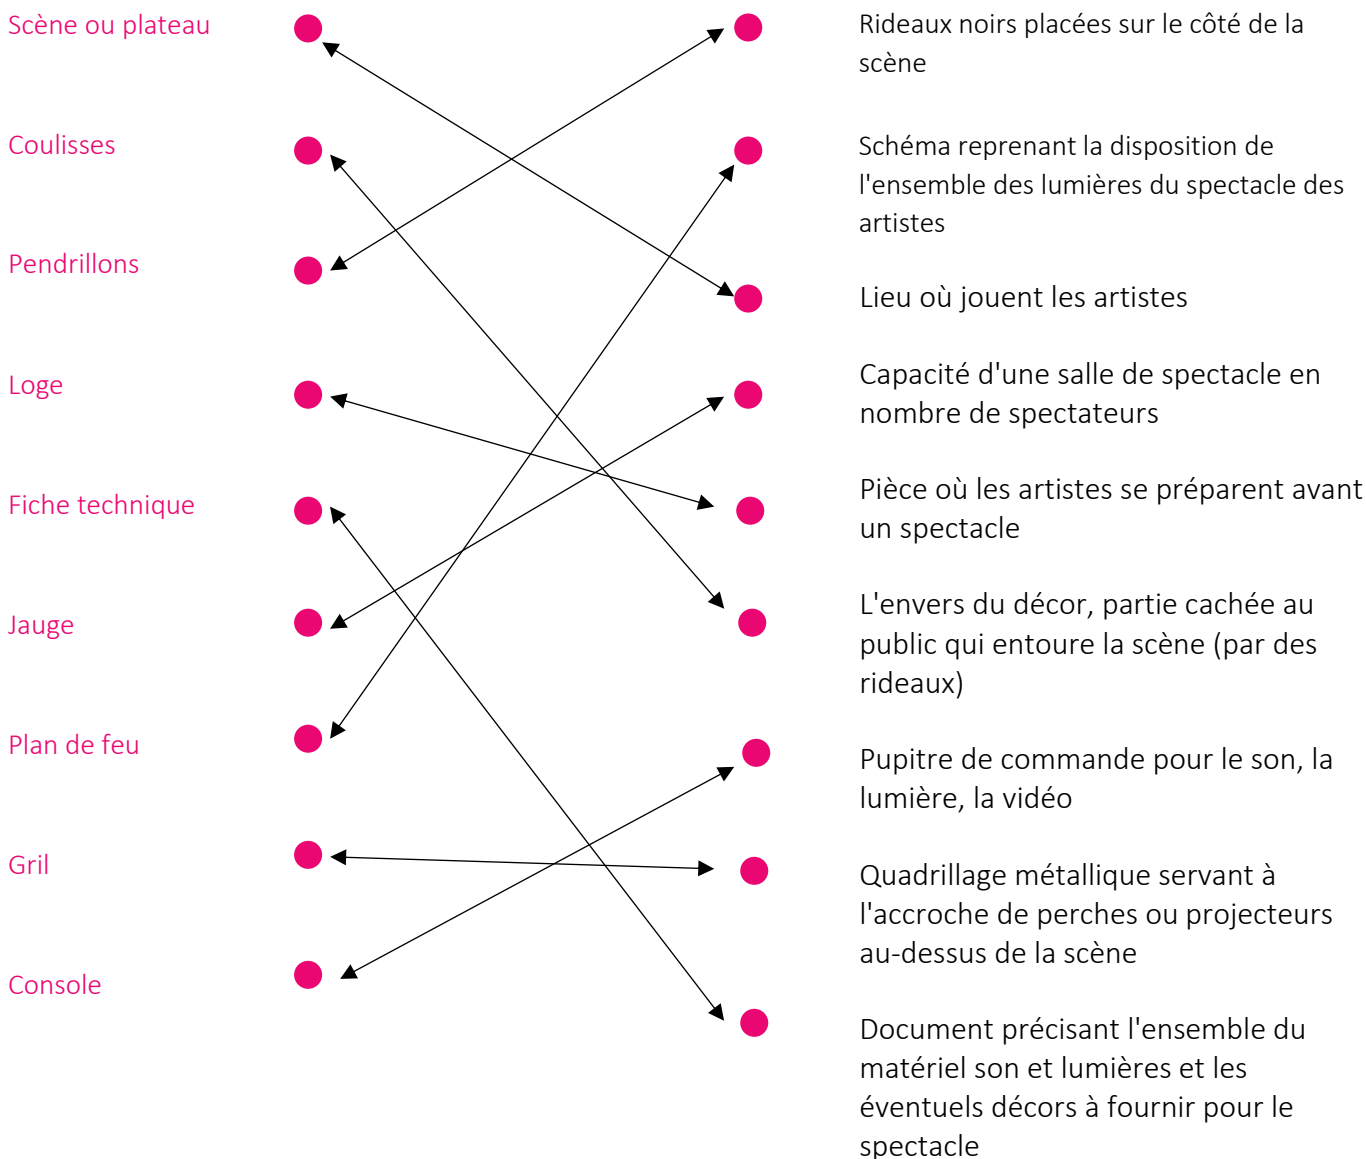 Scène ou plateau
Coulisses
Pendrillons
Loge
Fiche technique
Jauge
Plan de feu
Gril
Console
Rideaux noirs placées sur le côté de la
scène
Schéma reprenant la disposition de
l'ensemble des lumières du spectacle des
artistes
Lieu où jouent les artistes
Capacité d'une salle de spectacle en
nombre de spectateurs
Pièce où les artistes se préparent avant
un spectacle
L'envers du décor, partie cachée au
public qui entoure la scène (par des
rideaux)
Pupitre de commande pour le son, la
lumière, la vidéo
Quadrillage métallique servant à
l'accroche de perches ou projecteurs
au-dessus de la scène
Document précisant l'ensemble du
matériel son et lumières et les
éventuels décors à fournir pour le
spectacle